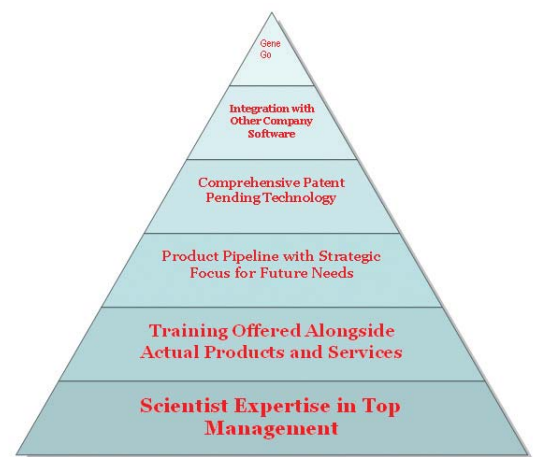 Gene
Go
Integration with
Other Company
Software
Comprehensive Patent
Pending Technology
Product Pipeline with Strategic
Focus for Future Needs
Training Offered Alongside
Actual Products and Services
Scientist Expertise in Top
Management